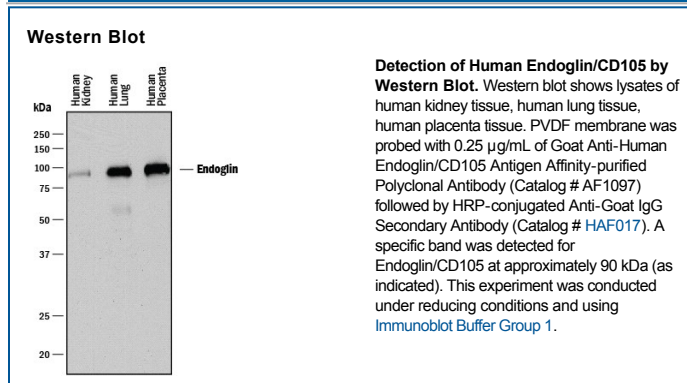 Western Blot
Human Kidney
Human Lung
Human Placenta
kDa
250
150
100
75
50
37
25
20
Endoglin
Detection of Human Endoglin/CD105 by
Western Blot. Western blot shows lysates of
human kidney tissue, human lung tissue,
human placenta tissue. PVDF membrane was
probed with 0.25 µg/mL of Goat Anti-Human
Endoglin/CD105 Antigen Affinity-purified
Polyclonal Antibody (Catalog # AF1097)
followed by HRP-conjugated Anti-Goat IgG
Secondary Antibody (Catalog # HAF017). A
specific band was detected for
Endoglin/CD105 at approximately 90 kDa (as
indicated). This experiment was conducted
under reducing conditions and using
Immunoblot Buffer Group 1.